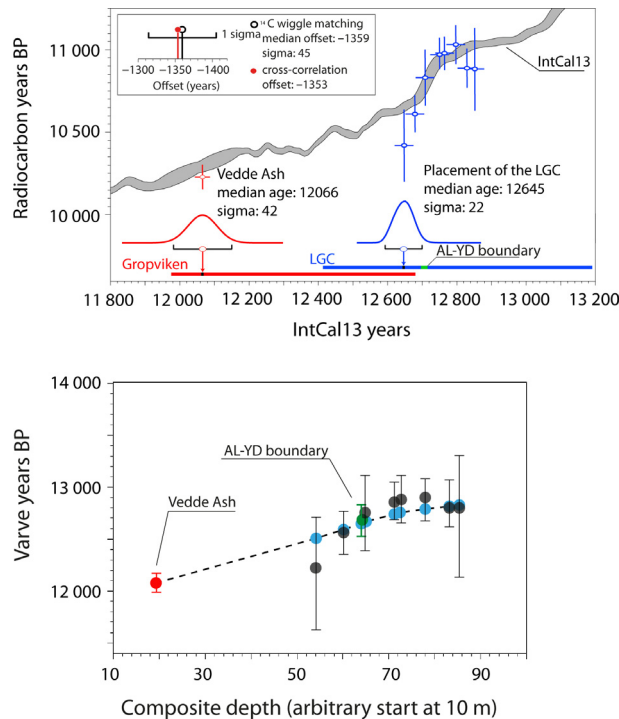 ¹⁴C wiggle matching
median offset: −1359
sigma: 45
1 sigma
cross-correlation
offset: −1353
−1300 −1350 −1400
Offset (years)
IntCal13
Radiocarbon years BP
11 000
10 500
10 000
Vedde Ash
median age: 12066
sigma: 42
Placement of the LGC
median age: 12645
sigma: 22
AL-YD boundary
Gropviken
LGC
11 800 12 000 12 200 12 400 12 600 12 800 13 000 13 200
IntCal13 years
Varve years BP
14 000
13 000
12 000
AL-YD boundary
Vedde Ash
10 30 50 70 90
Composite depth (arbitrary start at 10 m)